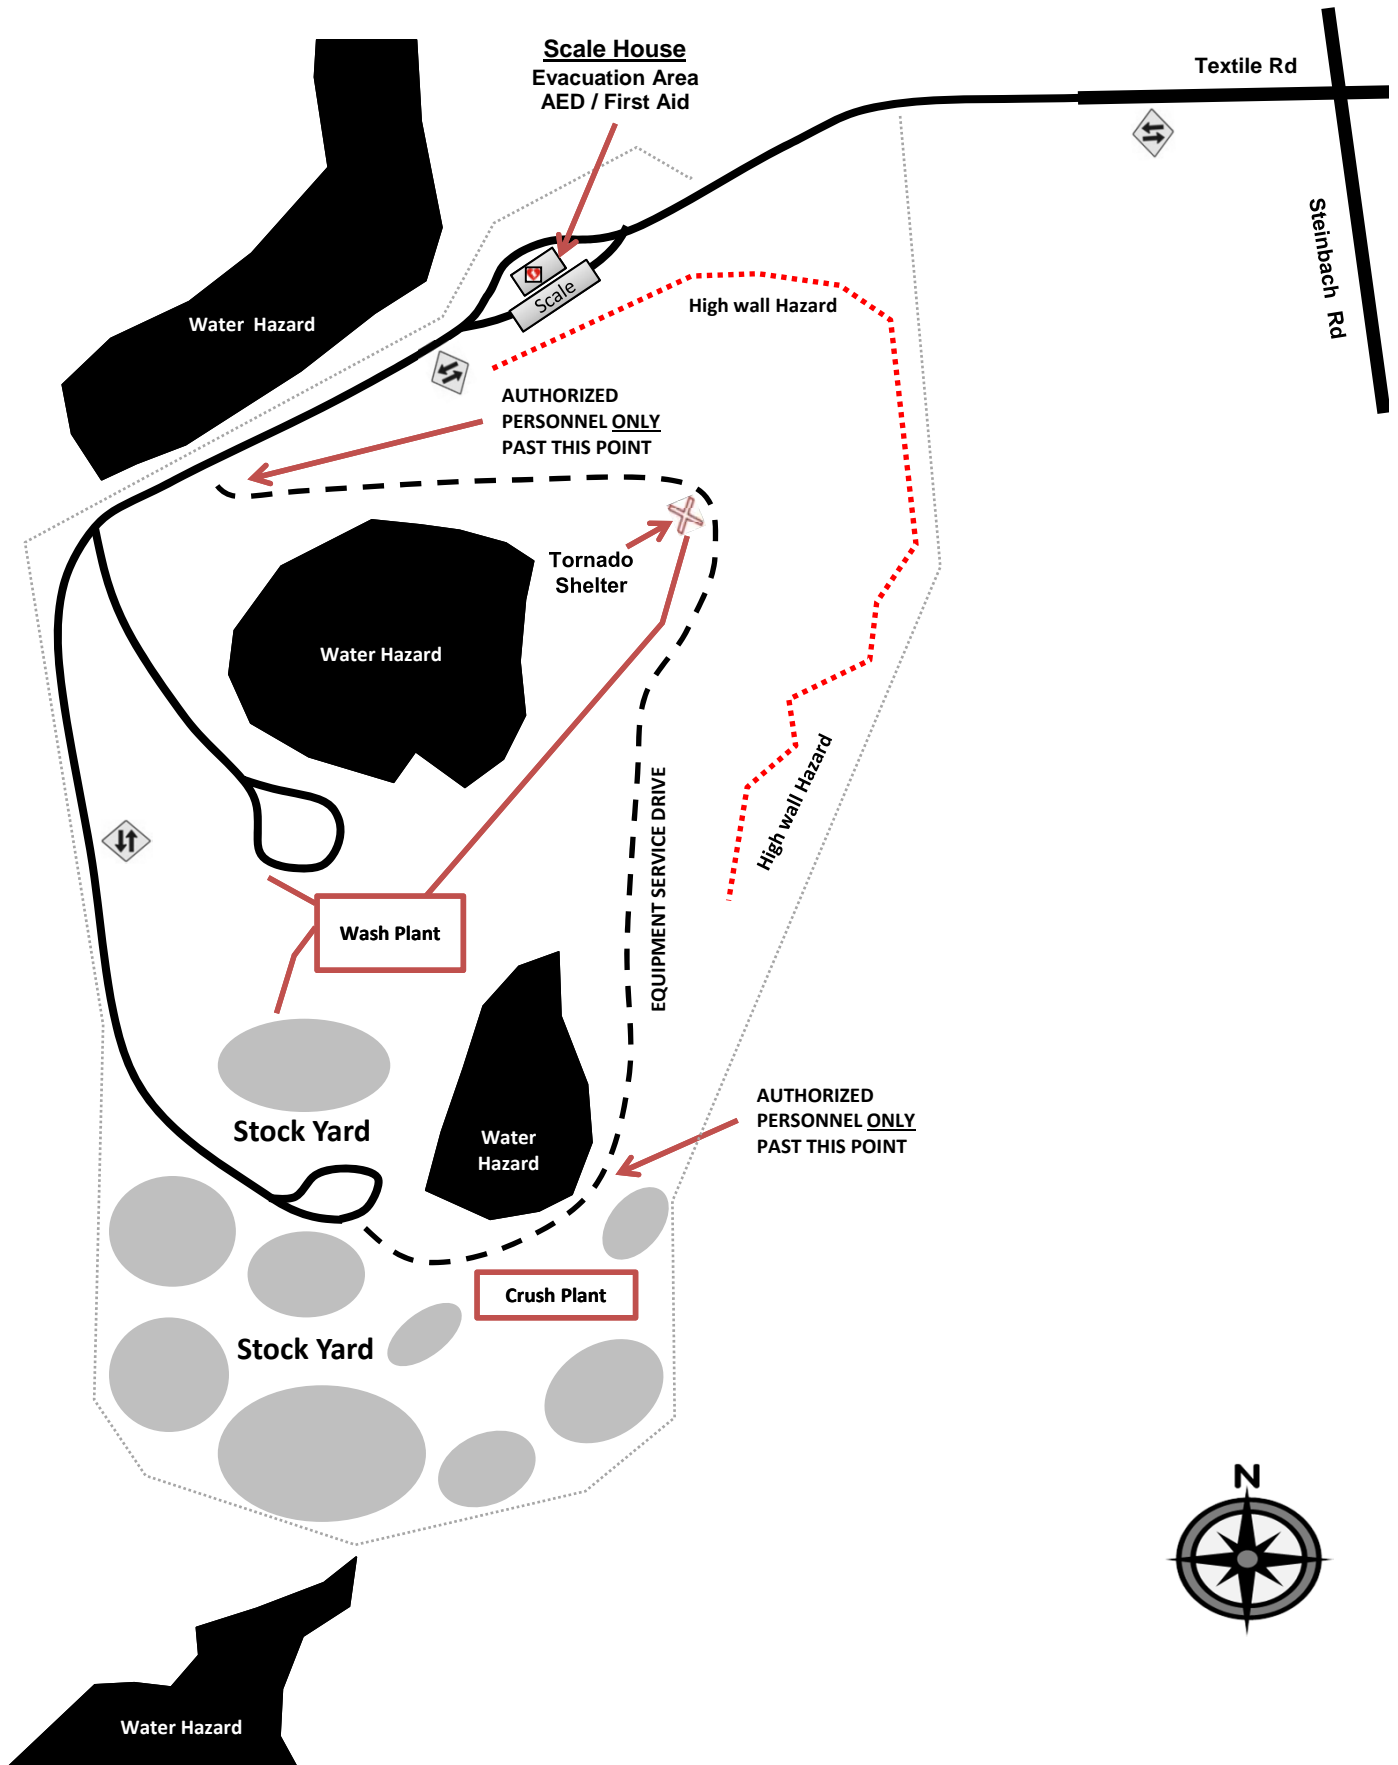 Scale House
Evacuation Area
AED / First Aid
Textile Rd
Steinbach Rd
Scale
High wall Hazard
Water Hazard
AUTHORIZED
PERSONNEL ONLY
PAST THIS POINT
Tornado
Shelter
Water Hazard
High wall Hazard
EQUIPMENT SERVICE DRIVE
Wash Plant
AUTHORIZED
PERSONNEL ONLY
PAST THIS POINT
Stock Yard
Water
Hazard
Crush Plant
Stock Yard
N
Water Hazard